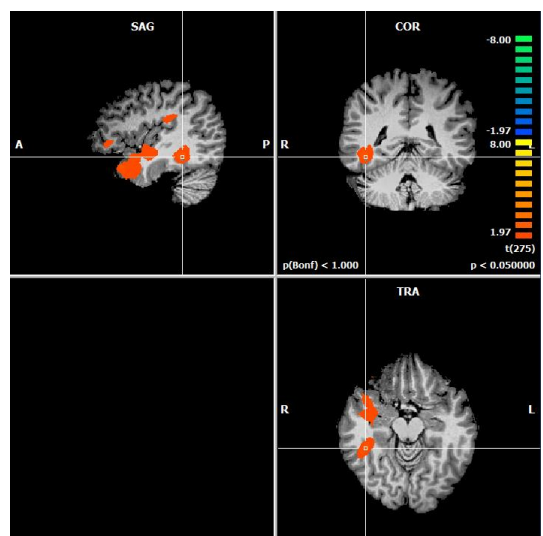 SAG
A
P
COR
R
-8.00
-1.97
8.00
L
1.97
t(275)
p(Bonf) < 1.000
p < 0.050000
TRA
R
L